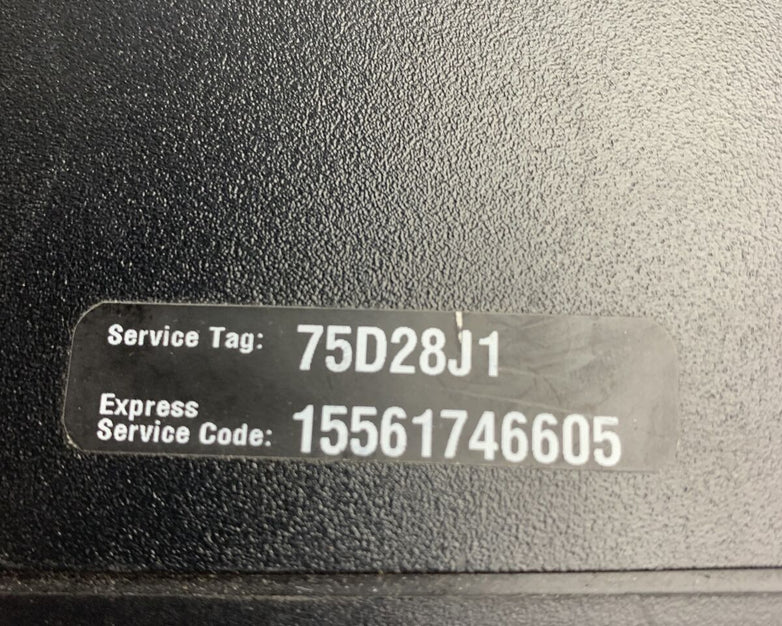 Service Tag: 75D28J1
Express
Service Code: 15561746605